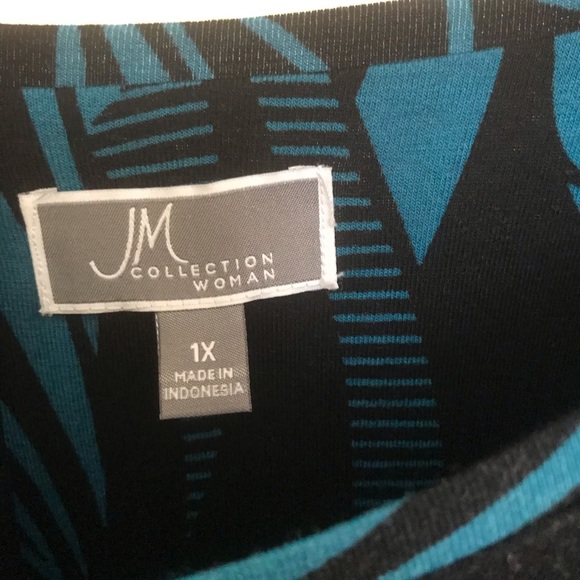 JM
COLLECTION
WOMAN
1X
MADE IN
INDONESIA